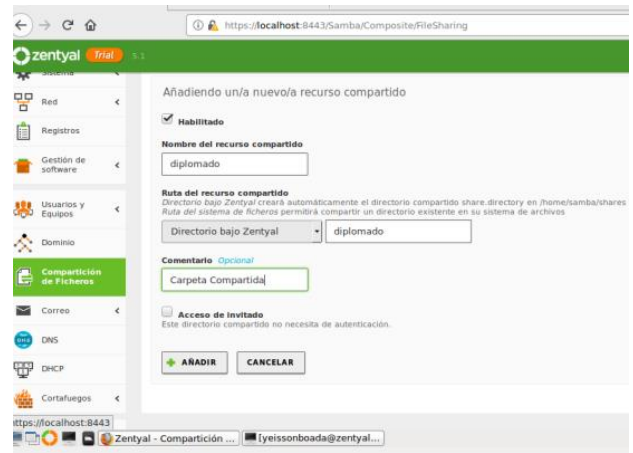 https://localhost:8443/Samba/Composite/FileSharing
zentyal Trial 5.1
Sistema
Red
Registros
Gestión de
software
Usuarios y
Equipos
Dominio
Compartición
de Ficheros
Correo
DNS
DHCP
Cortafuegos
Añadiendo un/a nuevo/a recurso compartido
Habilitado
Nombre del recurso compartido
diplomado
Ruta del recurso compartido
Directorio bajo Zentyal creará automáticamente el directorio compartido share.directory en /home/samba/shares
Ruta del sistema de ficheros permitirá compartir un directorio existente en su sistema de archivos
Directorio bajo Zentyal diplomado
Comentario Opcional
Carpeta Compartida
Acceso de invitado
Este directorio compartido no necesita de autenticación.
+ AÑADIR CANCELAR
https://localhost:8443
Zentyal - Compartición ... [yeissonboada@zentyal...